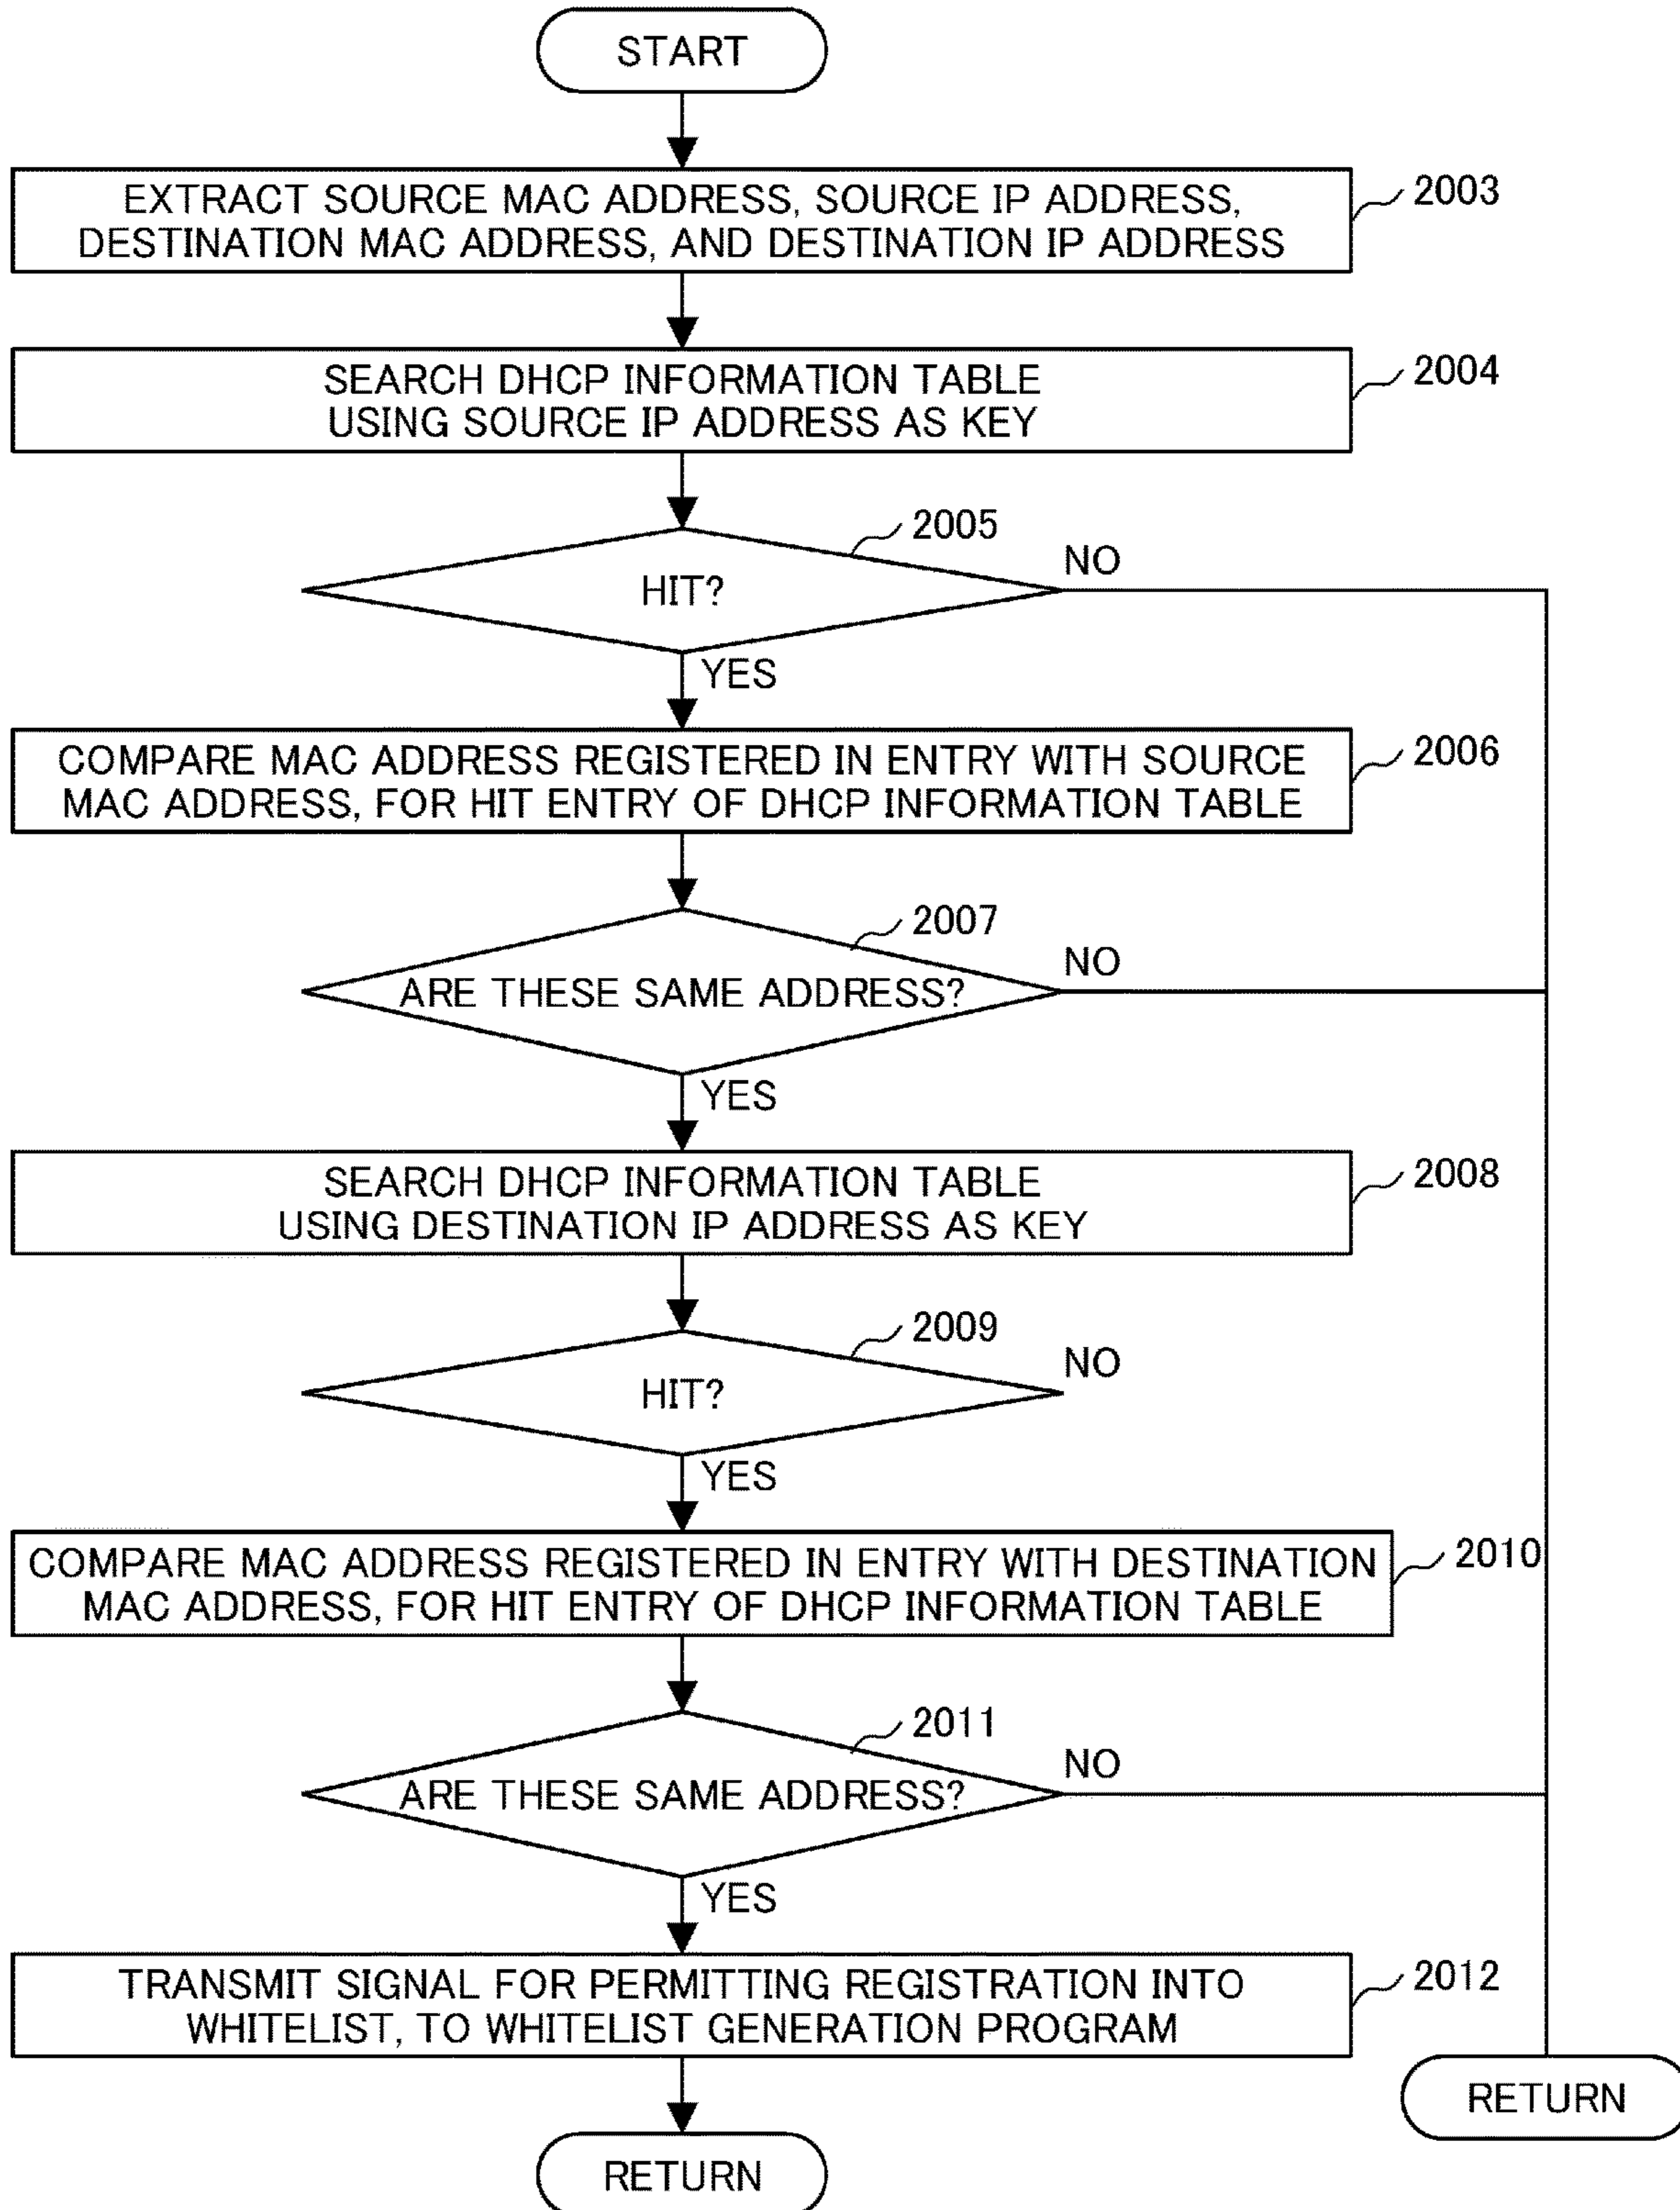 START
EXTRACT SOURCE MAC ADDRESS, SOURCE IP ADDRESS,
DESTINATION MAC ADDRESS, AND DESTINATION IP ADDRESS
2003
SEARCH DHCP INFORMATION TABLE
USING SOURCE IP ADDRESS AS KEY
2004
HIT?
2005
NO
YES
COMPARE MAC ADDRESS REGISTERED IN ENTRY WITH SOURCE
MAC ADDRESS, FOR HIT ENTRY OF DHCP INFORMATION TABLE
2006
ARE THESE SAME ADDRESS?
2007
NO
YES
SEARCH DHCP INFORMATION TABLE
USING DESTINATION IP ADDRESS AS KEY
2008
HIT?
2009
NO
YES
COMPARE MAC ADDRESS REGISTERED IN ENTRY WITH DESTINATION
MAC ADDRESS, FOR HIT ENTRY OF DHCP INFORMATION TABLE
2010
ARE THESE SAME ADDRESS?
2011
NO
YES
TRANSMIT SIGNAL FOR PERMITTING REGISTRATION INTO
WHITELIST, TO WHITELIST GENERATION PROGRAM
2012
RETURN
RETURN